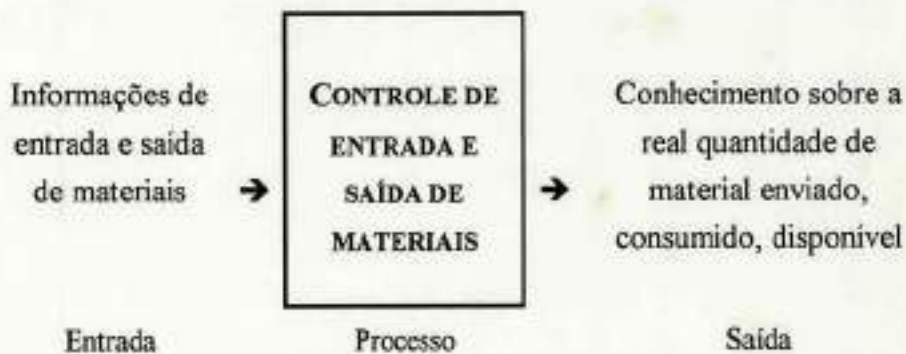 Informações de
entrada e saída
de materiais
→
CONTROLE DE
ENTRADA E
SAÍDA DE
MATERIAIS
→
Conhecimento sobre a
real quantidade de
material enviado,
consumido, disponível
Entrada
Processo
Saída